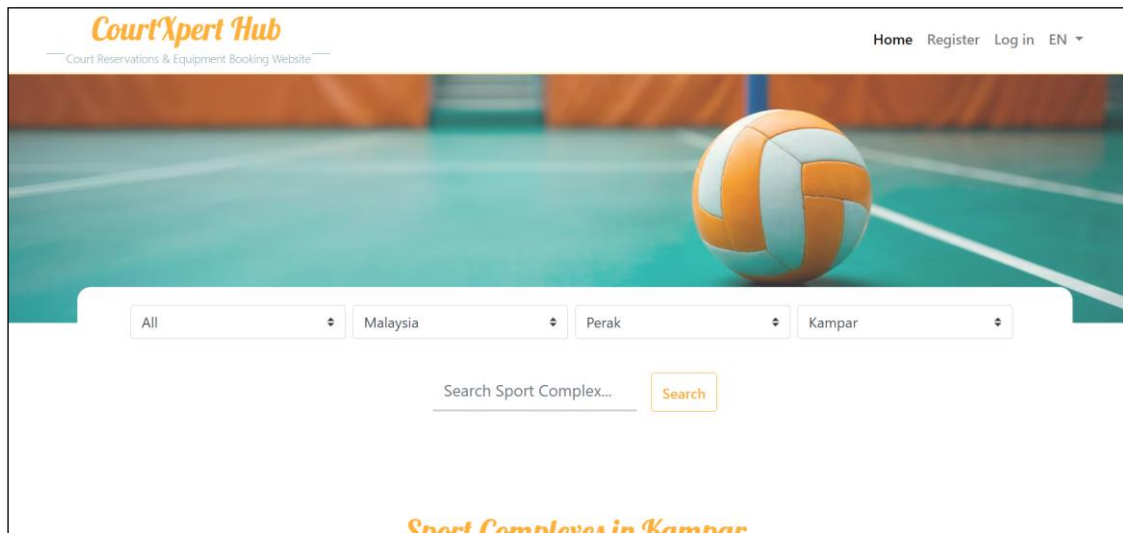 CourtXpert Hub
Court Reservations & Equipment Booking Website
Home Register Log in EN
All Malaysia Perak Kampar
Search Sport Complex... Search
Sport Complexes in Kampar